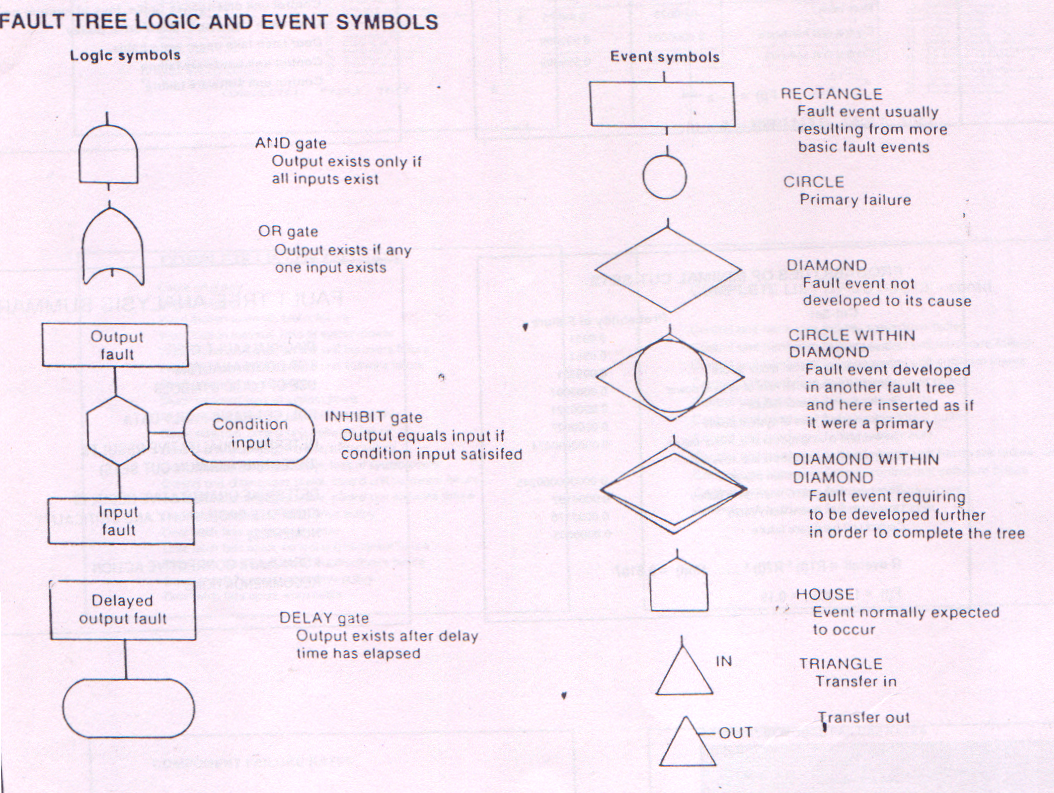 FAULT TREE LOGIC AND EVENT SYMBOLS
Logic symbols
AND gate
Output exists only if
all inputs exist
OR gate
Output exists if any
one input exists
Output
fault
Condition
input
INHIBIT gate
Output equals input if
condition input satisifed
Input
fault
Delayed
output fault
DELAY gate
Output exists after delay
time has elapsed
Event symbols
RECTANGLE
Fault event usually
resulting from more
basic fault events
CIRCLE
Primary failure
DIAMOND
Fault event not
developed to its cause
CIRCLE WITHIN
DIAMOND
Fault event developed
in another fault tree
and here inserted as if
it were a primary
DIAMOND WITHIN
DIAMOND
Fault event requiring
to be developed further
in order to complete the tree
HOUSE
Event normally expected
to occur
IN
TRIANGLE
Transfer in
OUT
Transfer out